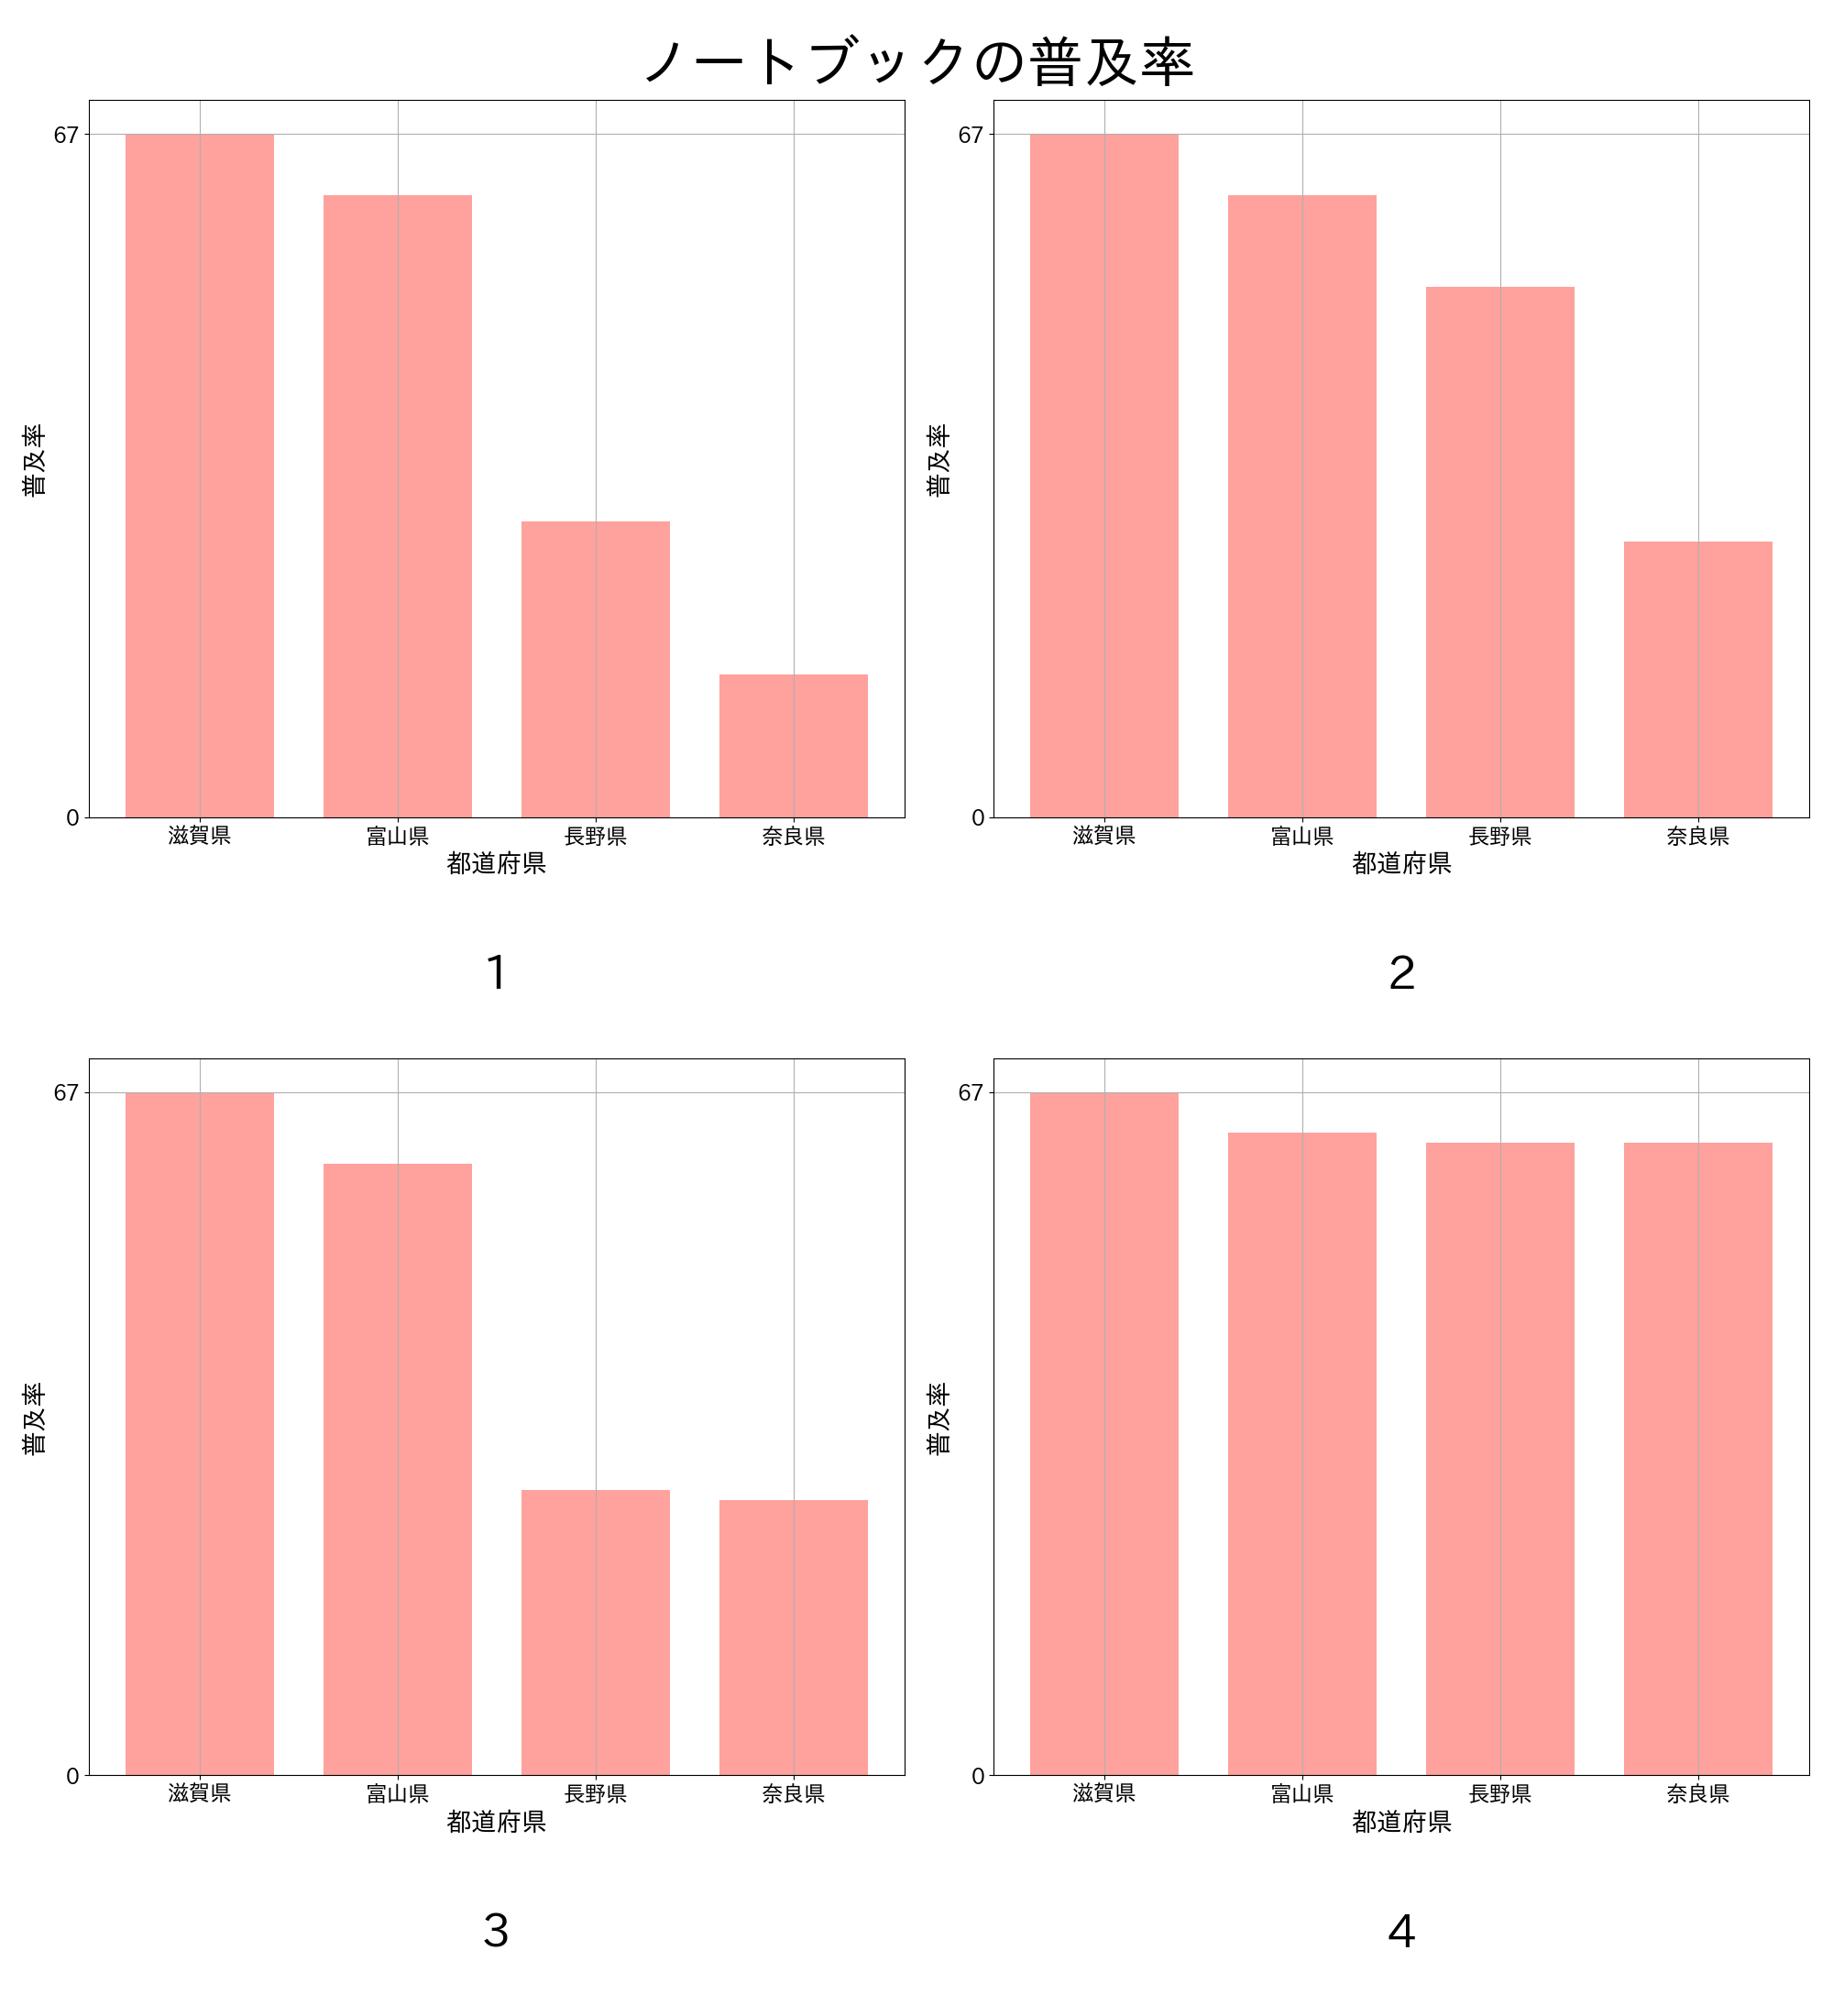 ノートブックの普及率
67
0
普及率
滋賀県 富山県 長野県 奈良県
都道府県
1
67
0
普及率
滋賀県 富山県 長野県 奈良県
都道府県
2
67
0
普及率
滋賀県 富山県 長野県 奈良県
都道府県
3
67
0
普及率
滋賀県 富山県 長野県 奈良県
都道府県
4